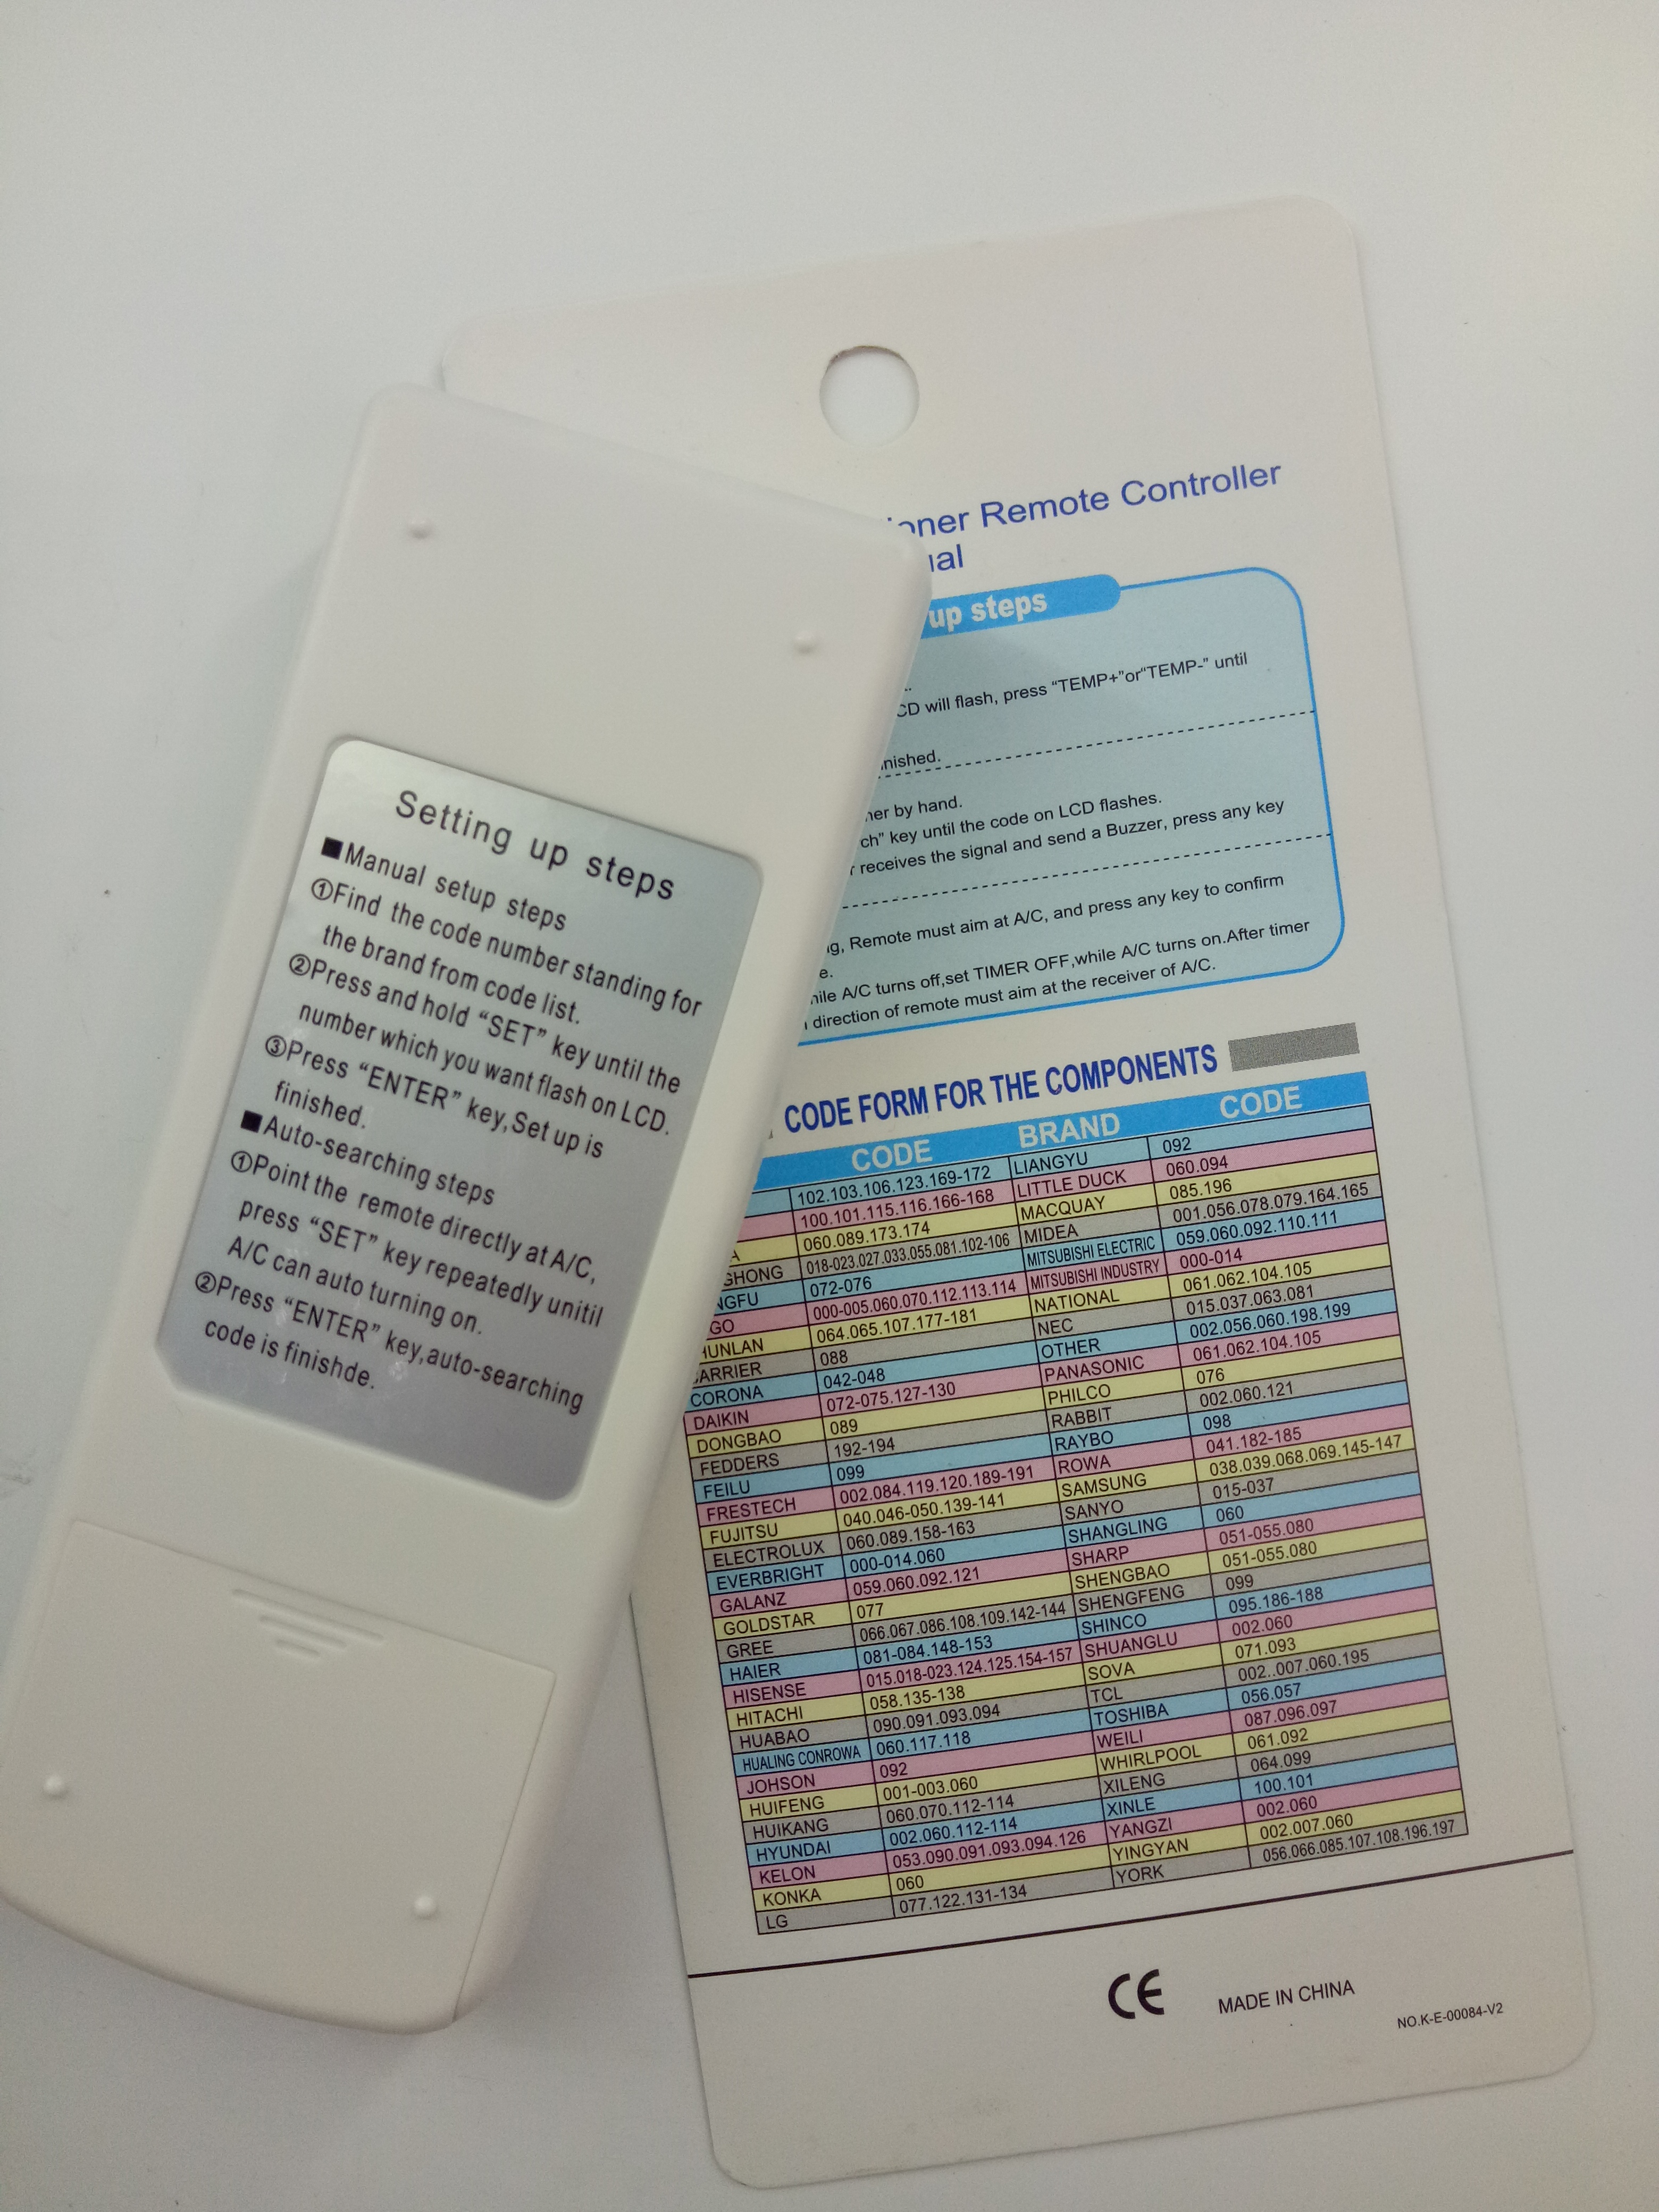 Setting up steps
■Manual setup steps
①Find the code number standing for
the brand from code list.
②Press and hold “SET” key until the
number which you want flash on LCD.
③Press “ENTER” key,Set up is
finished.
■Auto-searching steps
①Point the remote directly at A/C,
press “SET” key repeatedly unitil
A/C can auto turning on.
②Press “ENTER” key,auto-searching
code is finishde.
ioner Remote Controller
ual
up steps
CD will flash, press “TEMP+”or“TEMP-” until
nished.
ner by hand.
ch” key until the code on LCD flashes.
r receives the signal and send a Buzzer, press any key
ng, Remote must aim at A/C, and press any key to confirm
e.
hile A/C turns off,set TIMER OFF,while A/C turns on.After timer
direction of remote must aim at the receiver of A/C.
CODE FORM FOR THE COMPONENTS
CODE BRAND CODE
102.103.106.123.169-172 LIANGYU 092
100.101.115.116.166-168 LITTLE DUCK 060.094
A 060.089.173.174 MACQUAY 085.196
GHONG 018-023.027.033.055.081.102-106 MIDEA 001.056.078.079.164.165
NGFU 072-076 MITSUBISHI ELECTRIC 059.060.092.110.111
GO 000-005.060.070.112.113.114 MITSUBISHI INDUSTRY 000-014
HUNLAN 064.065.107.177-181 NATIONAL 061.062.104.105
ARRIER 088 NEC 015.037.063.081
CORONA 042-048 OTHER 002.056.060.198.199
DAIKIN 072-075.127-130 PANASONIC 061.062.104.105
DONGBAO 089 PHILCO 076
FEDDERS 192-194 RABBIT 002.060.121
FEILU 099 RAYBO 098
FRESTECH 002.084.119.120.189-191 ROWA 041.182-185
FUJITSU 040.046-050.139-141 SAMSUNG 038.039.068.069.145-147
ELECTROLUX 060.089.158-163 SANYO 015-037
EVERBRIGHT 000-014.060 SHANGLING 060
GALANZ 059.060.092.121 SHARP 051-055.080
GOLDSTAR 077 SHENGBAO 051-055.080
GREE 066.067.086.108.109.142-144 SHENGFENG 099
HAIER 081-084.148-153 SHINCO 095.186-188
HISENSE 015.018-023.124.125.154-157 SHUANGLU 002.060
HITACHI 058.135-138 SOVA 071.093
HUABAO 090.091.093.094 TCL 002..007.060.195
HUALING CONROWA 060.117.118 TOSHIBA 056.057
JOHSON 092 WEILI 087.096.097
HUIFENG 001-003.060 WHIRLPOOL 061.092
HUIKANG 060.070.112-114 XILENG 064.099
HYUNDAI 002.060.112-114 XINLE 100.101
KELON 053.090.091.093.094.126 YANGZI 002.060
KONKA 060 YINGYAN 002.007.060
LG 077.122.131-134 YORK 056.066.085.107.108.196.197
CE MADE IN CHINA
NO.K-E-00084-V2